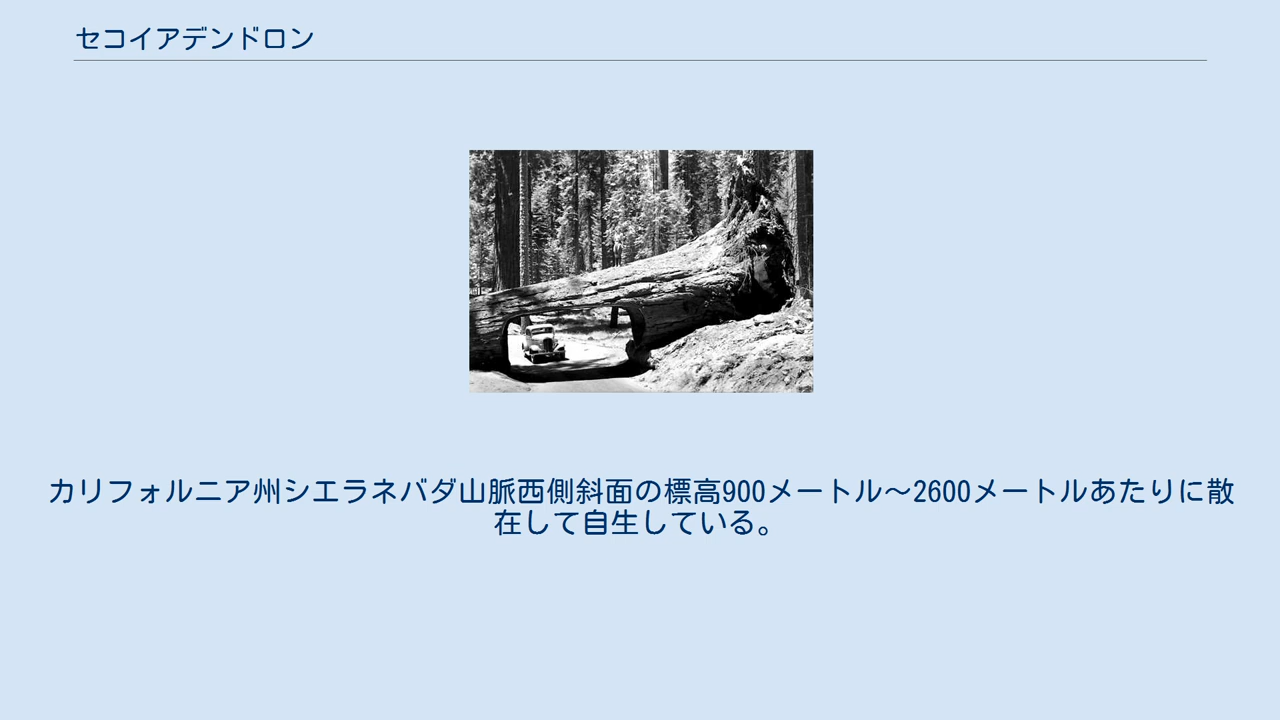 セコイアデンドロン
カリフォルニア州シエラネバダ山脈西側斜面の標高900メートル～2600メートルあたりに散
在して自生している。